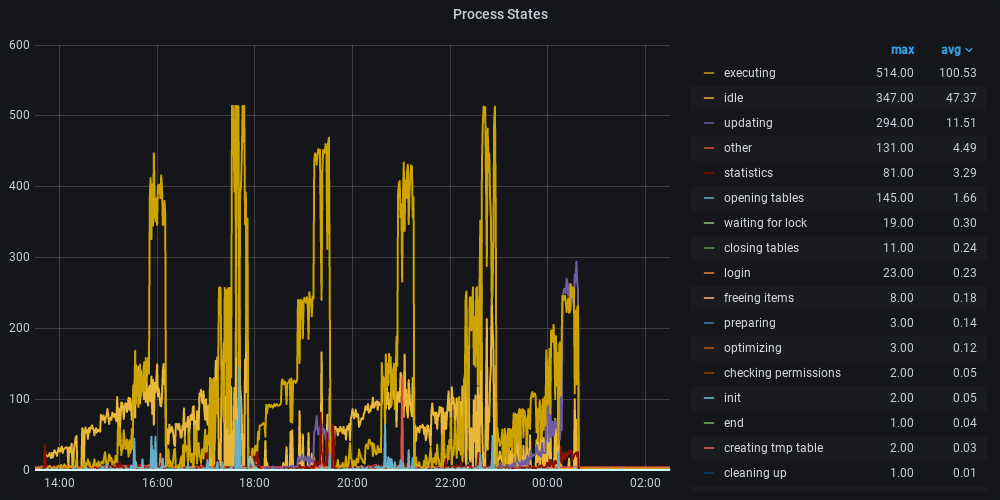 Process States
600
500
400
300
200
100
0
14:00 16:00 18:00 20:00 22:00 00:00 02:00
max avg
executing 514.00 100.53
idle 347.00 47.37
updating 294.00 11.51
other 131.00 4.49
statistics 81.00 3.29
opening tables 145.00 1.66
waiting for lock 19.00 0.30
closing tables 11.00 0.24
login 23.00 0.23
freeing items 8.00 0.18
preparing 3.00 0.14
optimizing 3.00 0.12
checking permissions 2.00 0.05
init 2.00 0.05
end 1.00 0.04
creating tmp table 2.00 0.03
cleaning up 1.00 0.01